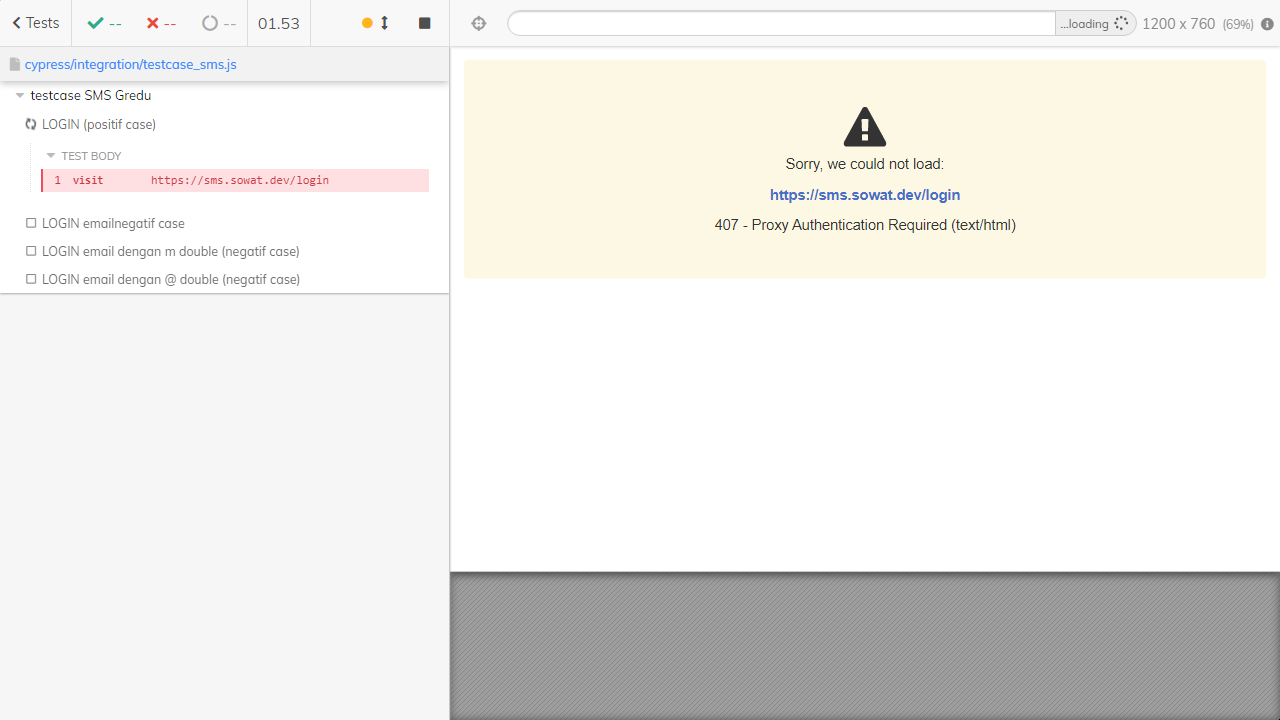 Tests
--
--
--
01.53
...loading
1200 x 760 (69%)
cypress/integration/testcase_sms.js
testcase SMS Gredu
LOGIN (positif case)
TEST BODY
1 visit https://sms.sowat.dev/login
LOGIN emailnegatif case
LOGIN email dengan m double (negatif case)
LOGIN email dengan @ double (negatif case)
Sorry, we could not load:
https://sms.sowat.dev/login
407 - Proxy Authentication Required (text/html)